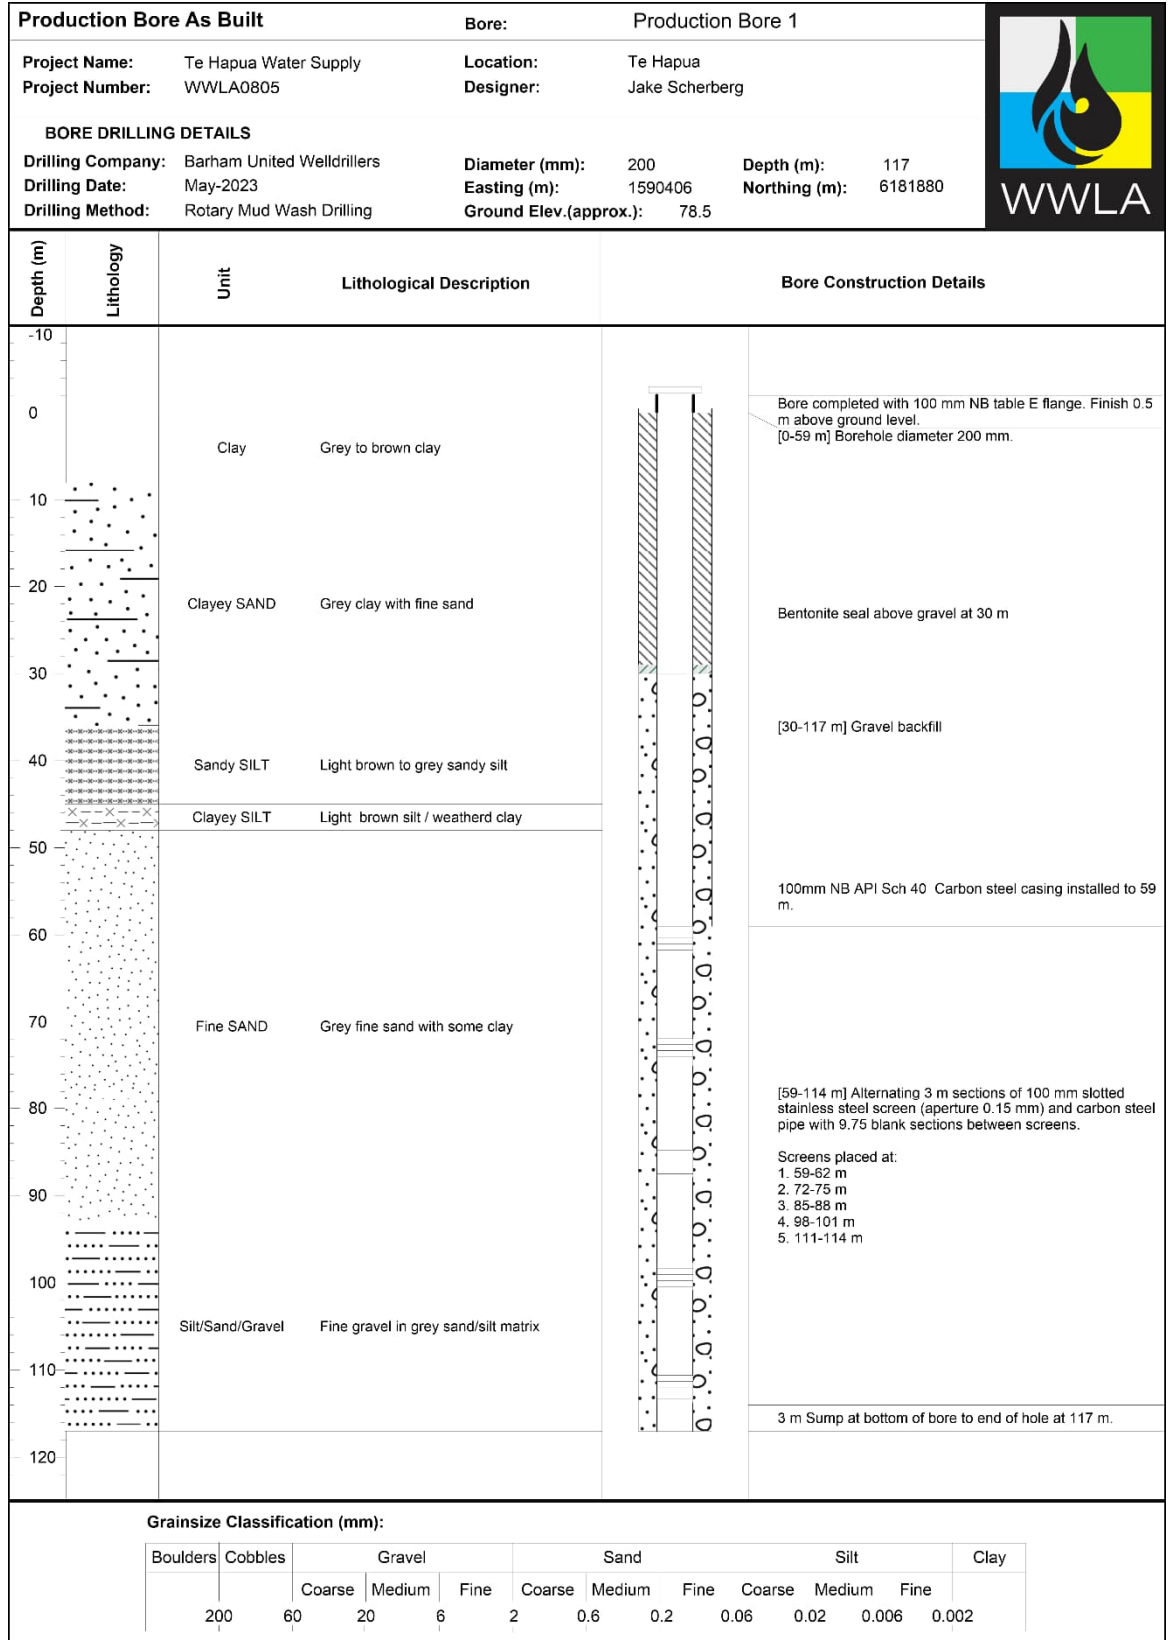 Production Bore As Built
Bore: Production Bore 1
Project Name: Te Hapua Water Supply
Location: Te Hapua
Project Number: WWLA0805
Designer: Jake Scherberg
WWLA
BORE DRILLING DETAILS
Drilling Company: Barham United Welldrillers
Diameter (mm): 200
Depth (m): 117
Drilling Date: May-2023
Easting (m): 1590406
Northing (m): 6181880
Drilling Method: Rotary Mud Wash Drilling
Ground Elev.(approx.): 78.5
Depth (m)
Lithology
Unit
Lithological Description
Bore Construction Details
-10
0
10
20
30
40
50
60
70
80
90
100
110
120
Clay
Grey to brown clay
Clayey SAND
Grey clay with fine sand
Sandy SILT
Light brown to grey sandy silt
Clayey SILT
Light brown silt / weatherd clay
Fine SAND
Grey fine sand with some clay
Silt/Sand/Gravel
Fine gravel in grey sand/silt matrix
Bore completed with 100 mm NB table E flange. Finish 0.5
m above ground level.
[0-59 m] Borehole diameter 200 mm.
Bentonite seal above gravel at 30 m
[30-117 m] Gravel backfill
100mm NB API Sch 40 Carbon steel casing installed to 59
m.
[59-114 m] Alternating 3 m sections of 100 mm slotted
stainless steel screen (aperture 0.15 mm) and carbon steel
pipe with 9.75 blank sections between screens.
Screens placed at:
1. 59-62 m
2. 72-75 m
3. 85-88 m
4. 98-101 m
5. 111-114 m
3 m Sump at bottom of bore to end of hole at 117 m.
Grainsize Classification (mm):
Boulders Cobbles Gravel Sand Silt Clay
Coarse Medium Fine Coarse Medium Fine Coarse Medium Fine
200 60 20 6 2 0.6 0.2 0.06 0.02 0.006 0.002